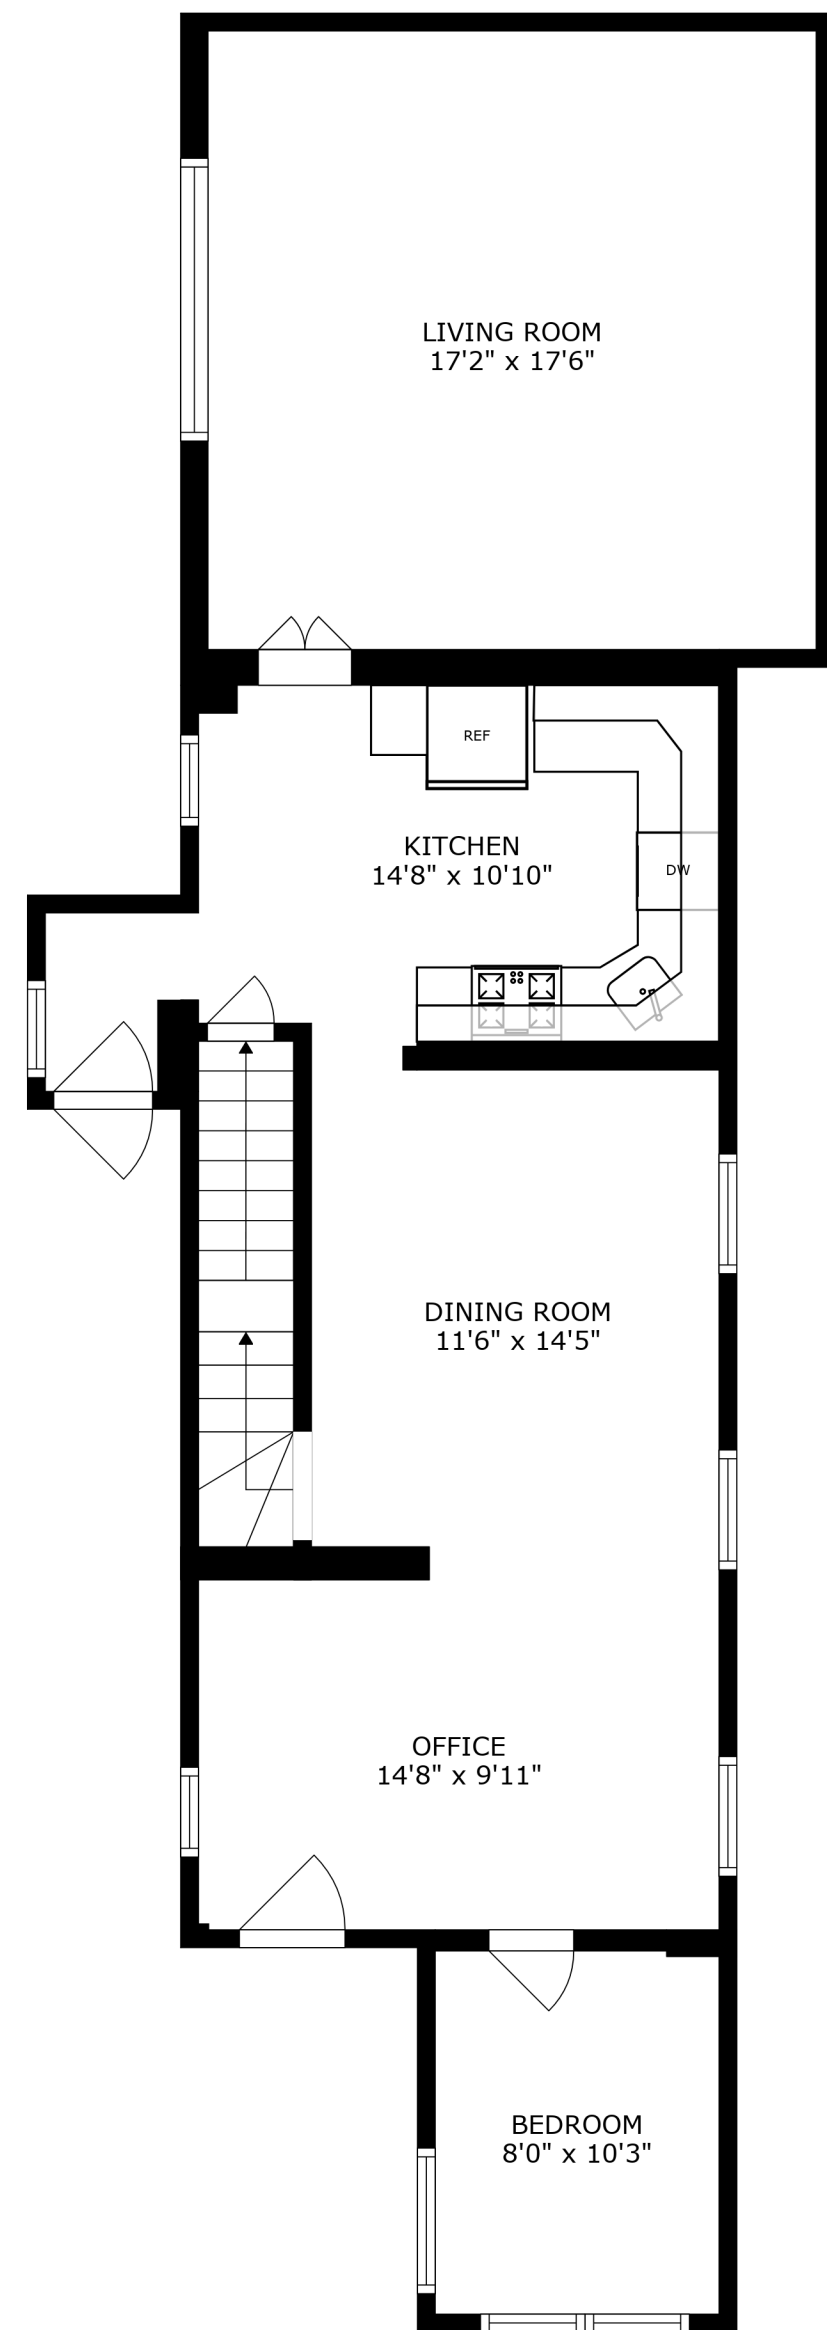 LIVING ROOM
17'2" x 17'6"
REF
KITCHEN
14'8" x 10'10"
DW
DINING ROOM
11'6" x 14'5"
OFFICE
14'8" x 9'11"
BEDROOM
8'0" x 10'3"